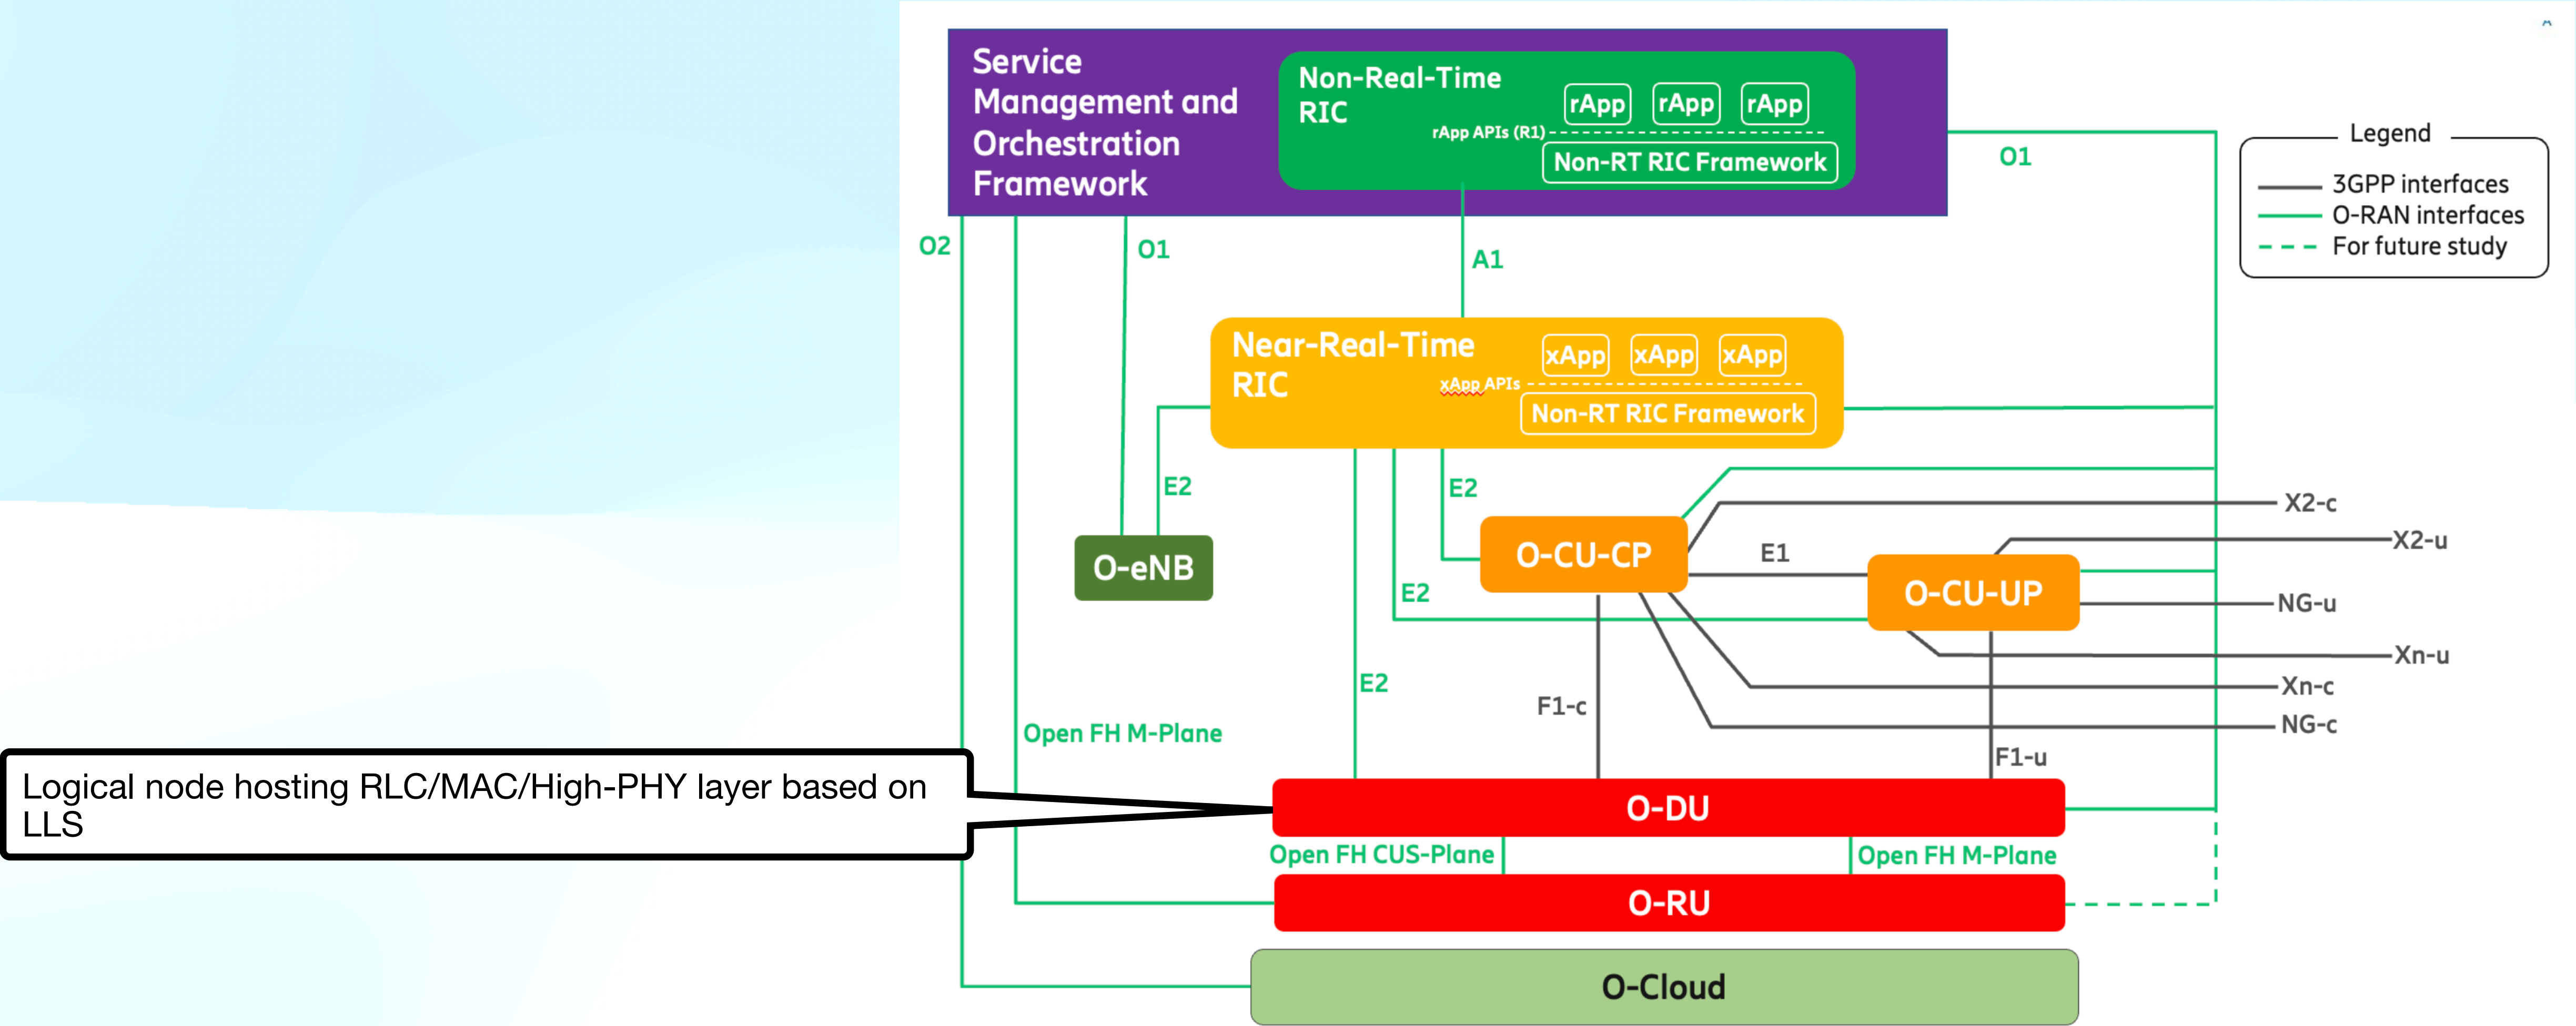 Service
Management and
Orchestration
Framework
Non-Real-Time
RIC
rApp
rApp
rApp
rApp APIs (R1)
Non-RT RIC Framework
O1
Legend
3GPP interfaces
O-RAN interfaces
For future study
O2
O1
A1
Near-Real-Time
RIC
xApp
xApp
xApp
xApp APIs
Non-RT RIC Framework
E2
E2
O-eNB
O-CU-CP
E1
O-CU-UP
X2-c
X2-u
NG-u
Xn-u
Xn-c
NG-c
E2
E2
F1-c
F1-u
Open FH M-Plane
Logical node hosting RLC/MAC/High-PHY layer based on
LLS
O-DU
Open FH CUS-Plane
Open FH M-Plane
O-RU
O-Cloud